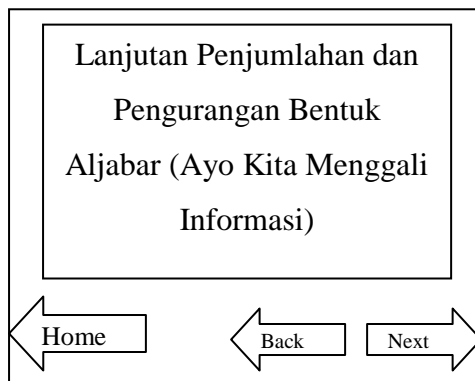 Lanjutan Penjumlahan dan
Pengurangan Bentuk
Aljabar (Ayo Kita Menggali
Informasi)
Home
Back
Next